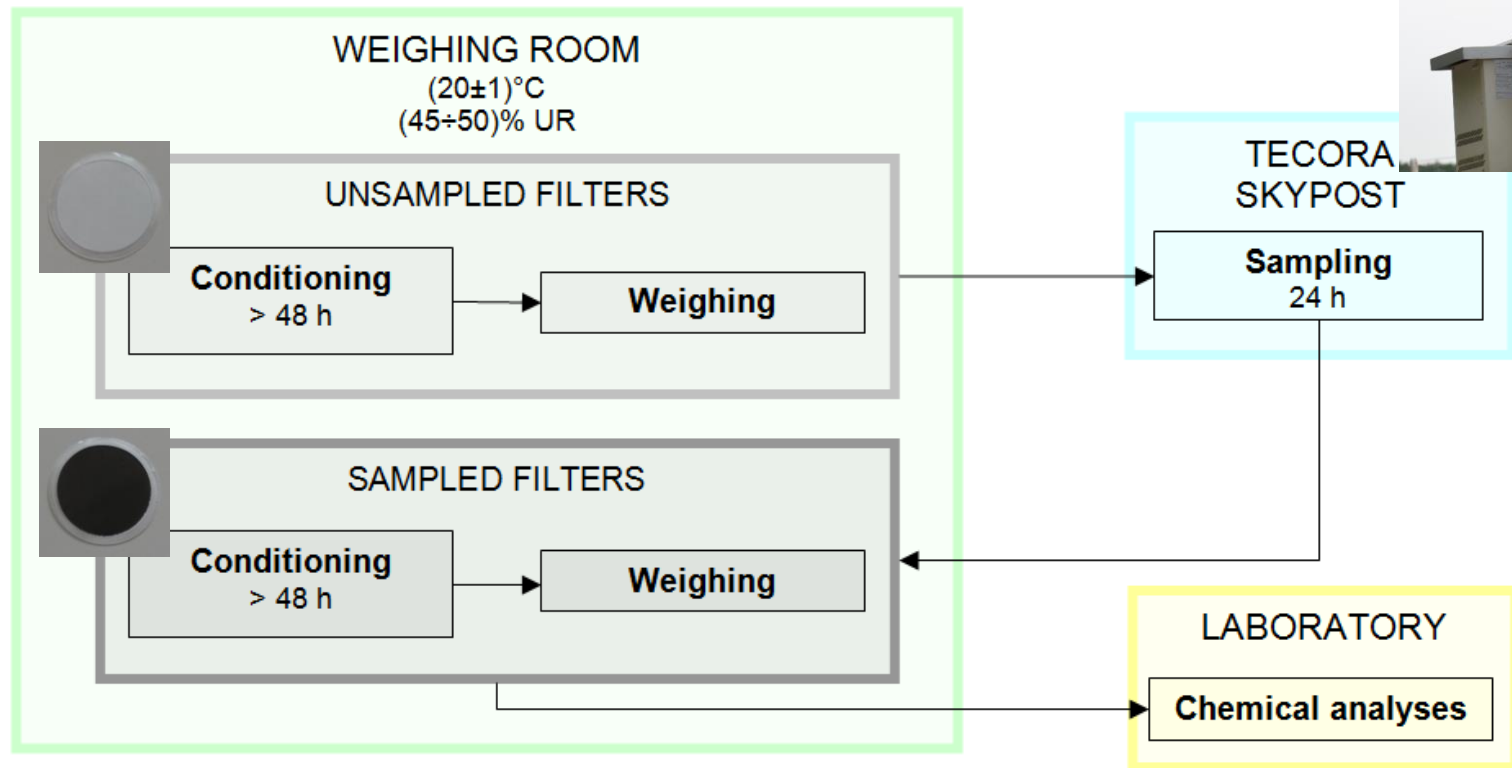 WEIGHING ROOM
(20±1)°C
(45÷50)% UR
UNSAMPLED FILTERS
Conditioning
> 48 h
Weighing
TECORA
SKYPOST
Sampling
24 h
SAMPLED FILTERS
Conditioning
> 48 h
Weighing
LABORATORY
Chemical analyses